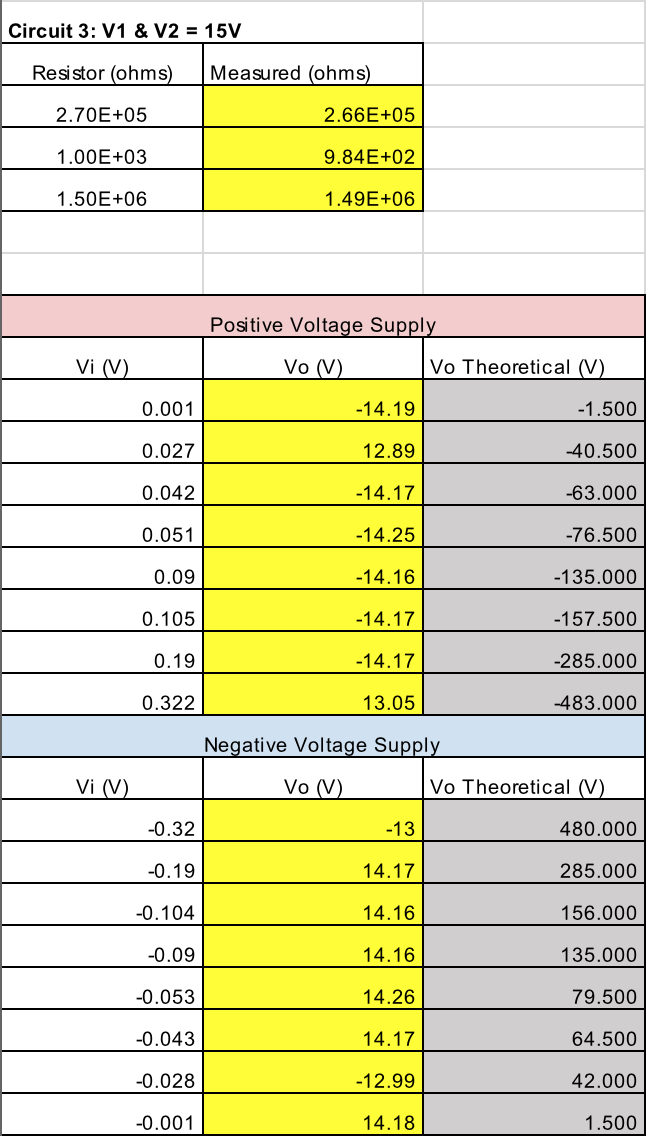 Circuit 3: V1 & V2 = 15V
Resistor (ohms) Measured (ohms)
2.70E+05 2.66E+05
1.00E+03 9.84E+02
1.50E+06 1.49E+06
Positive Voltage Supply
Vi (V) Vo (V) Vo Theoretical (V)
0.001 -14.19 -1.500
0.027 12.89 -40.500
0.042 -14.17 -63.000
0.051 -14.25 -76.500
0.09 -14.16 -135.000
0.105 -14.17 -157.500
0.19 -14.17 -285.000
0.322 13.05 -483.000
Negative Voltage Supply
Vi (V) Vo (V) Vo Theoretical (V)
-0.32 -13 480.000
-0.19 14.17 285.000
-0.104 14.16 156.000
-0.09 14.16 135.000
-0.053 14.26 79.500
-0.043 14.17 64.500
-0.028 -12.99 42.000
-0.001 14.18 1.500